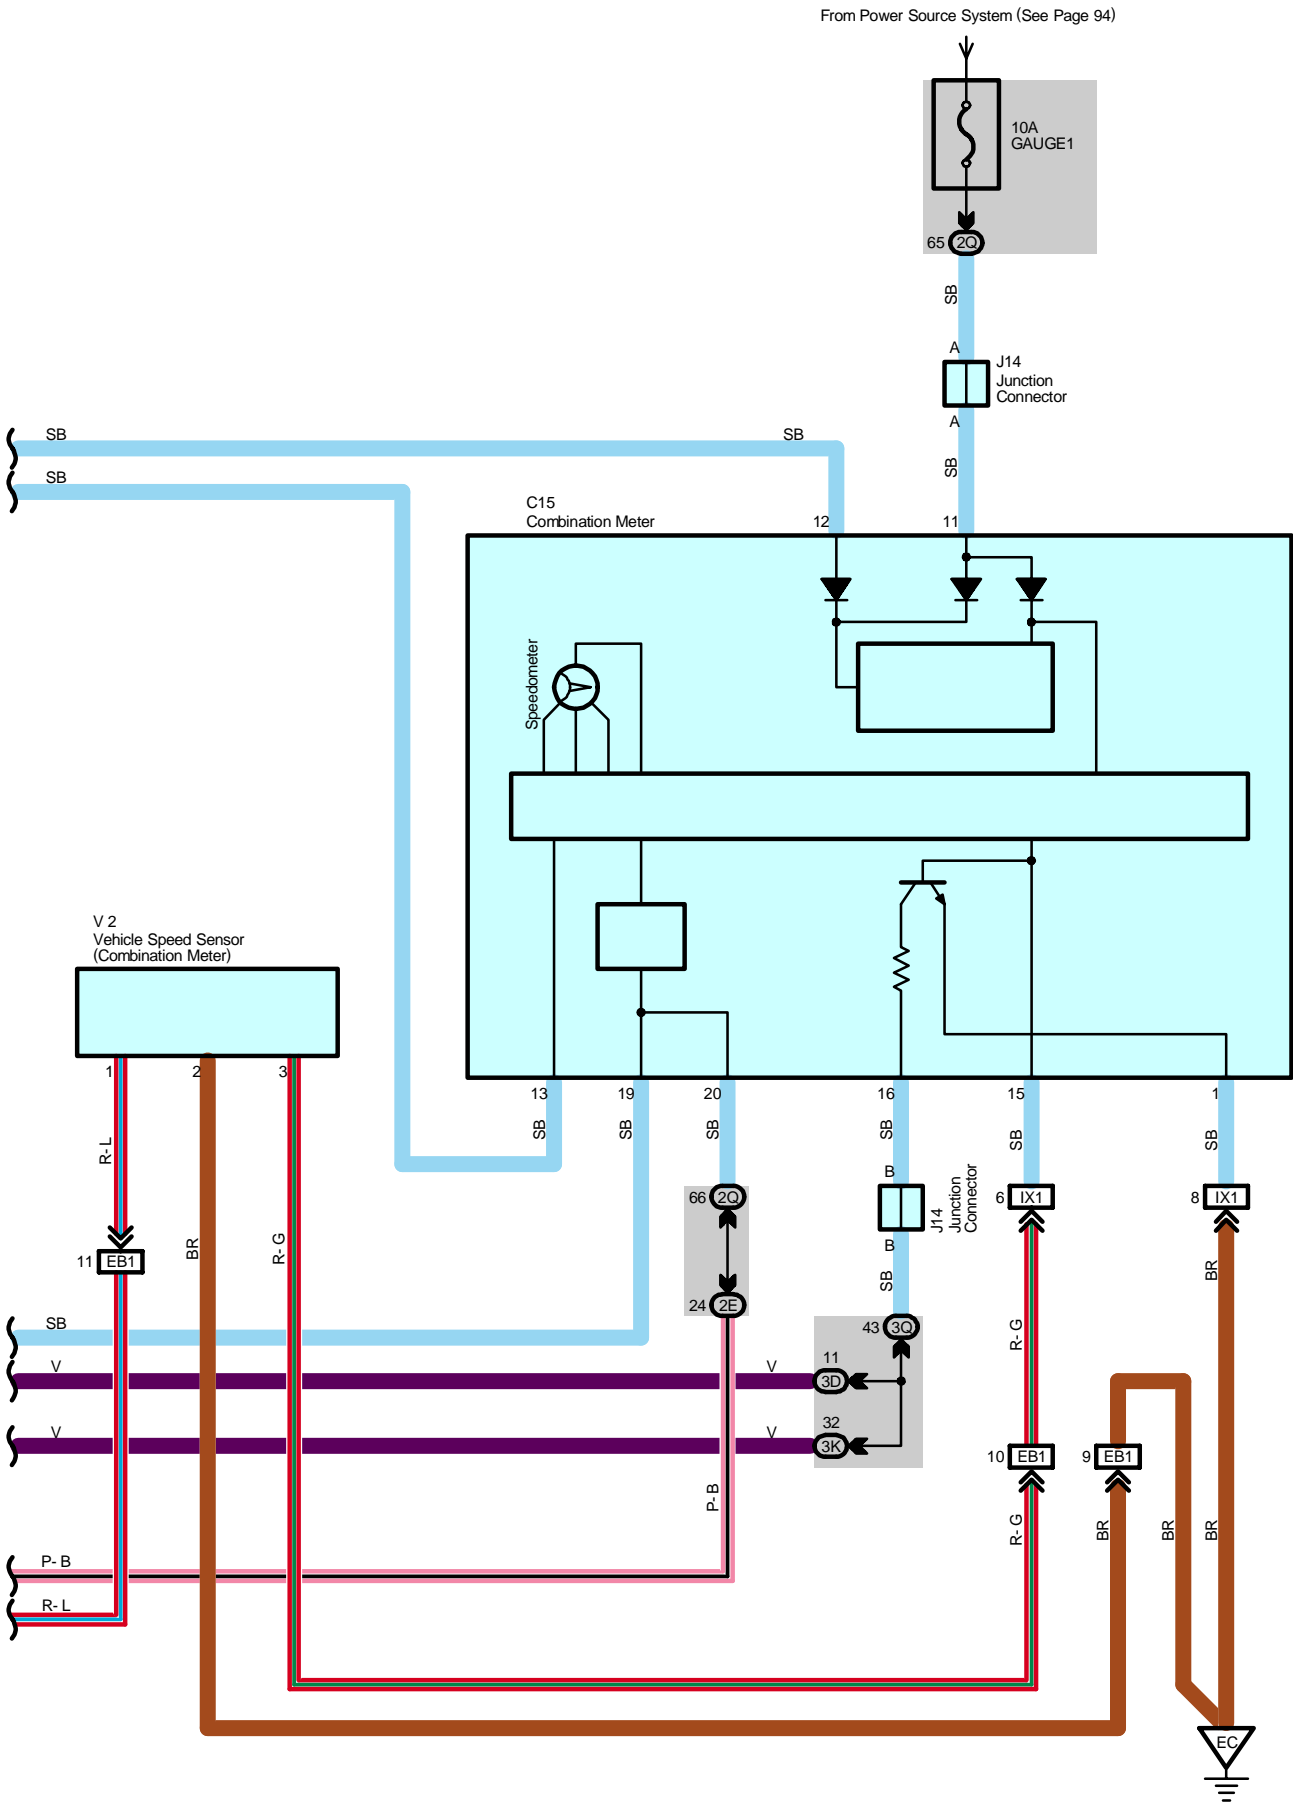 From Power Source System (See Page 94)
10A
GAUGE1
65 2Q
SB
A
J14
Junction
Connector
A
SB
SB
SB
SB
C15
Combination Meter
12
11
Speedometer
V 2
Vehicle Speed Sensor
(Combination Meter)
1
2
3
13
19
20
16
15
1
SB
SB
SB
SB
SB
SB
R- L
BR
R- G
B
J14
Junction
Connector
B
66 2Q
6 IX1
8 IX1
11 EB1
SB
BR
24 2E
SB
43 3Q
R- G
V
V
11
3D
V
V
32
3K
10 EB1
9 EB1
P- B
R- G
BR
BR
BR
P- B
R- L
EC